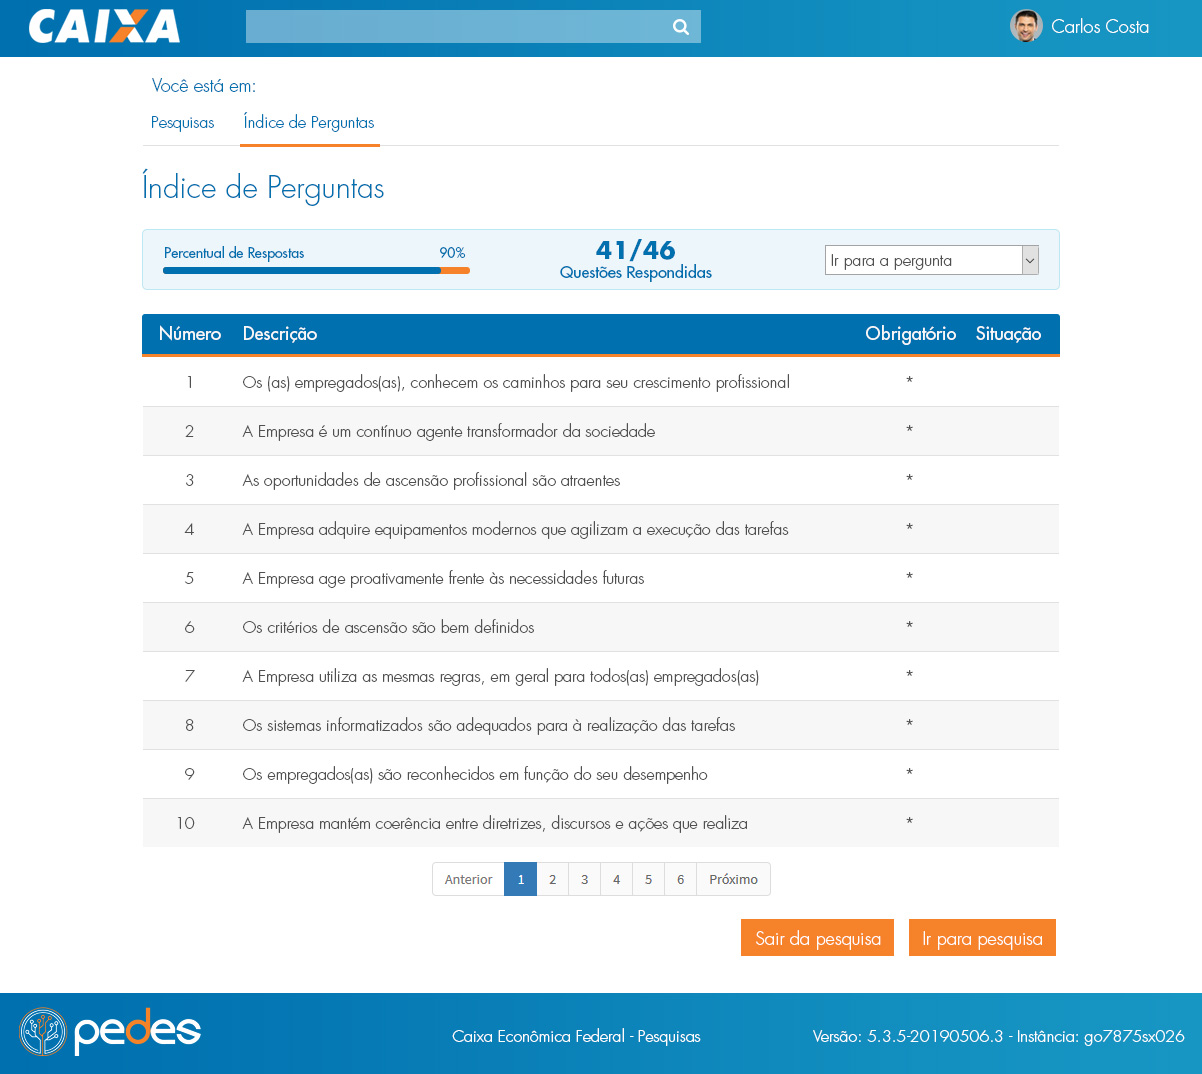 CAIXA
Carlos Costa
Você está em:
Pesquisas Índice de Perguntas
Índice de Perguntas
Percentual de Respostas 90%
41/46
Questões Respondidas
Ir para a pergunta
Número Descrição Obrigatório Situação
1 Os (as) empregados(as), conhecem os caminhos para seu crescimento profissional *
2 A Empresa é um contínuo agente transformador da sociedade *
3 As oportunidades de ascensão profissional são atraentes *
4 A Empresa adquire equipamentos modernos que agilizam a execução das tarefas *
5 A Empresa age proativamente frente às necessidades futuras *
6 Os critérios de ascensão são bem definidos *
7 A Empresa utiliza as mesmas regras, em geral para todos(as) empregados(as) *
8 Os sistemas informatizados são adequados para à realização das tarefas *
9 Os empregados(as) são reconhecidos em função do seu desempenho *
10 A Empresa mantém coerência entre diretrizes, discursos e ações que realiza *
Anterior 1 2 3 4 5 6 Próximo
Sair da pesquisa Ir para pesquisa
pedes
Caixa Econômica Federal - Pesquisas
Versão: 5.3.5-20190506.3 - Instância: go7875sx026